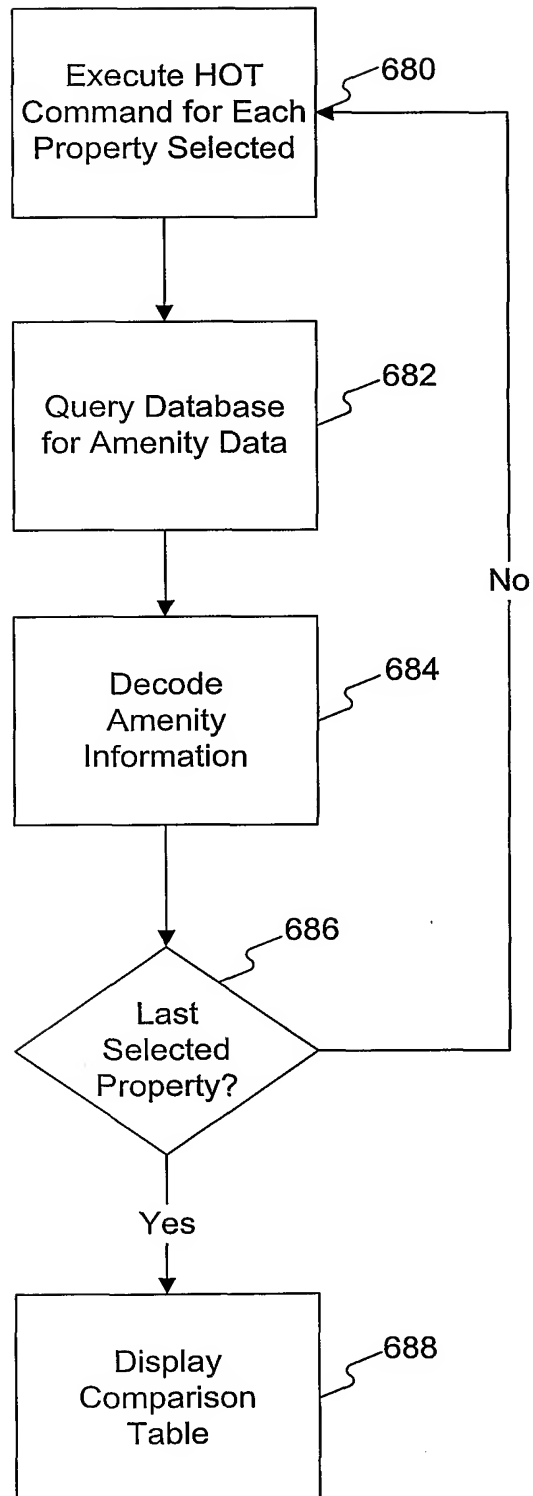 Execute HOT
Command for Each
Property Selected
680
Query Database
for Amenity Data
682
No
Decode
Amenity
Information
684
Last
Selected
Property?
686
Yes
Display
Comparison
Table
688